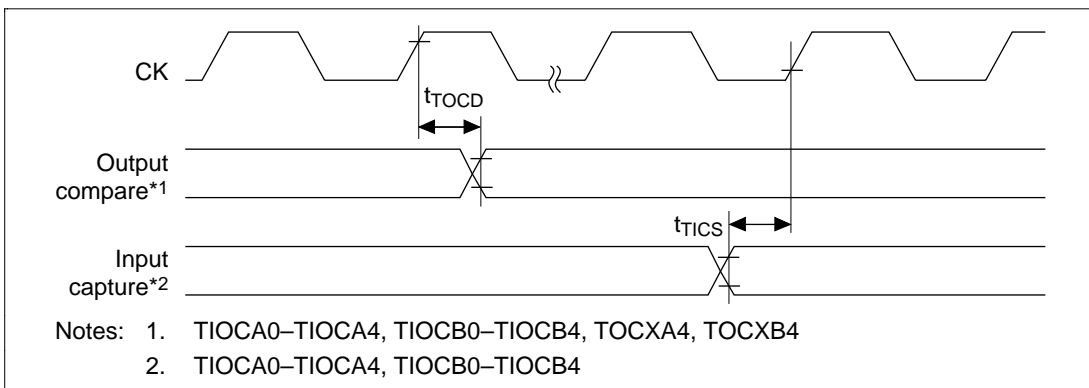 CK
tTOCD
Output
compare*1
tTICS
Input
capture*2
Notes: 1. TIOCA0–TIOCA4, TIOCB0–TIOCB4, TOCXA4, TOCXB4
2. TIOCA0–TIOCA4, TIOCB0–TIOCB4